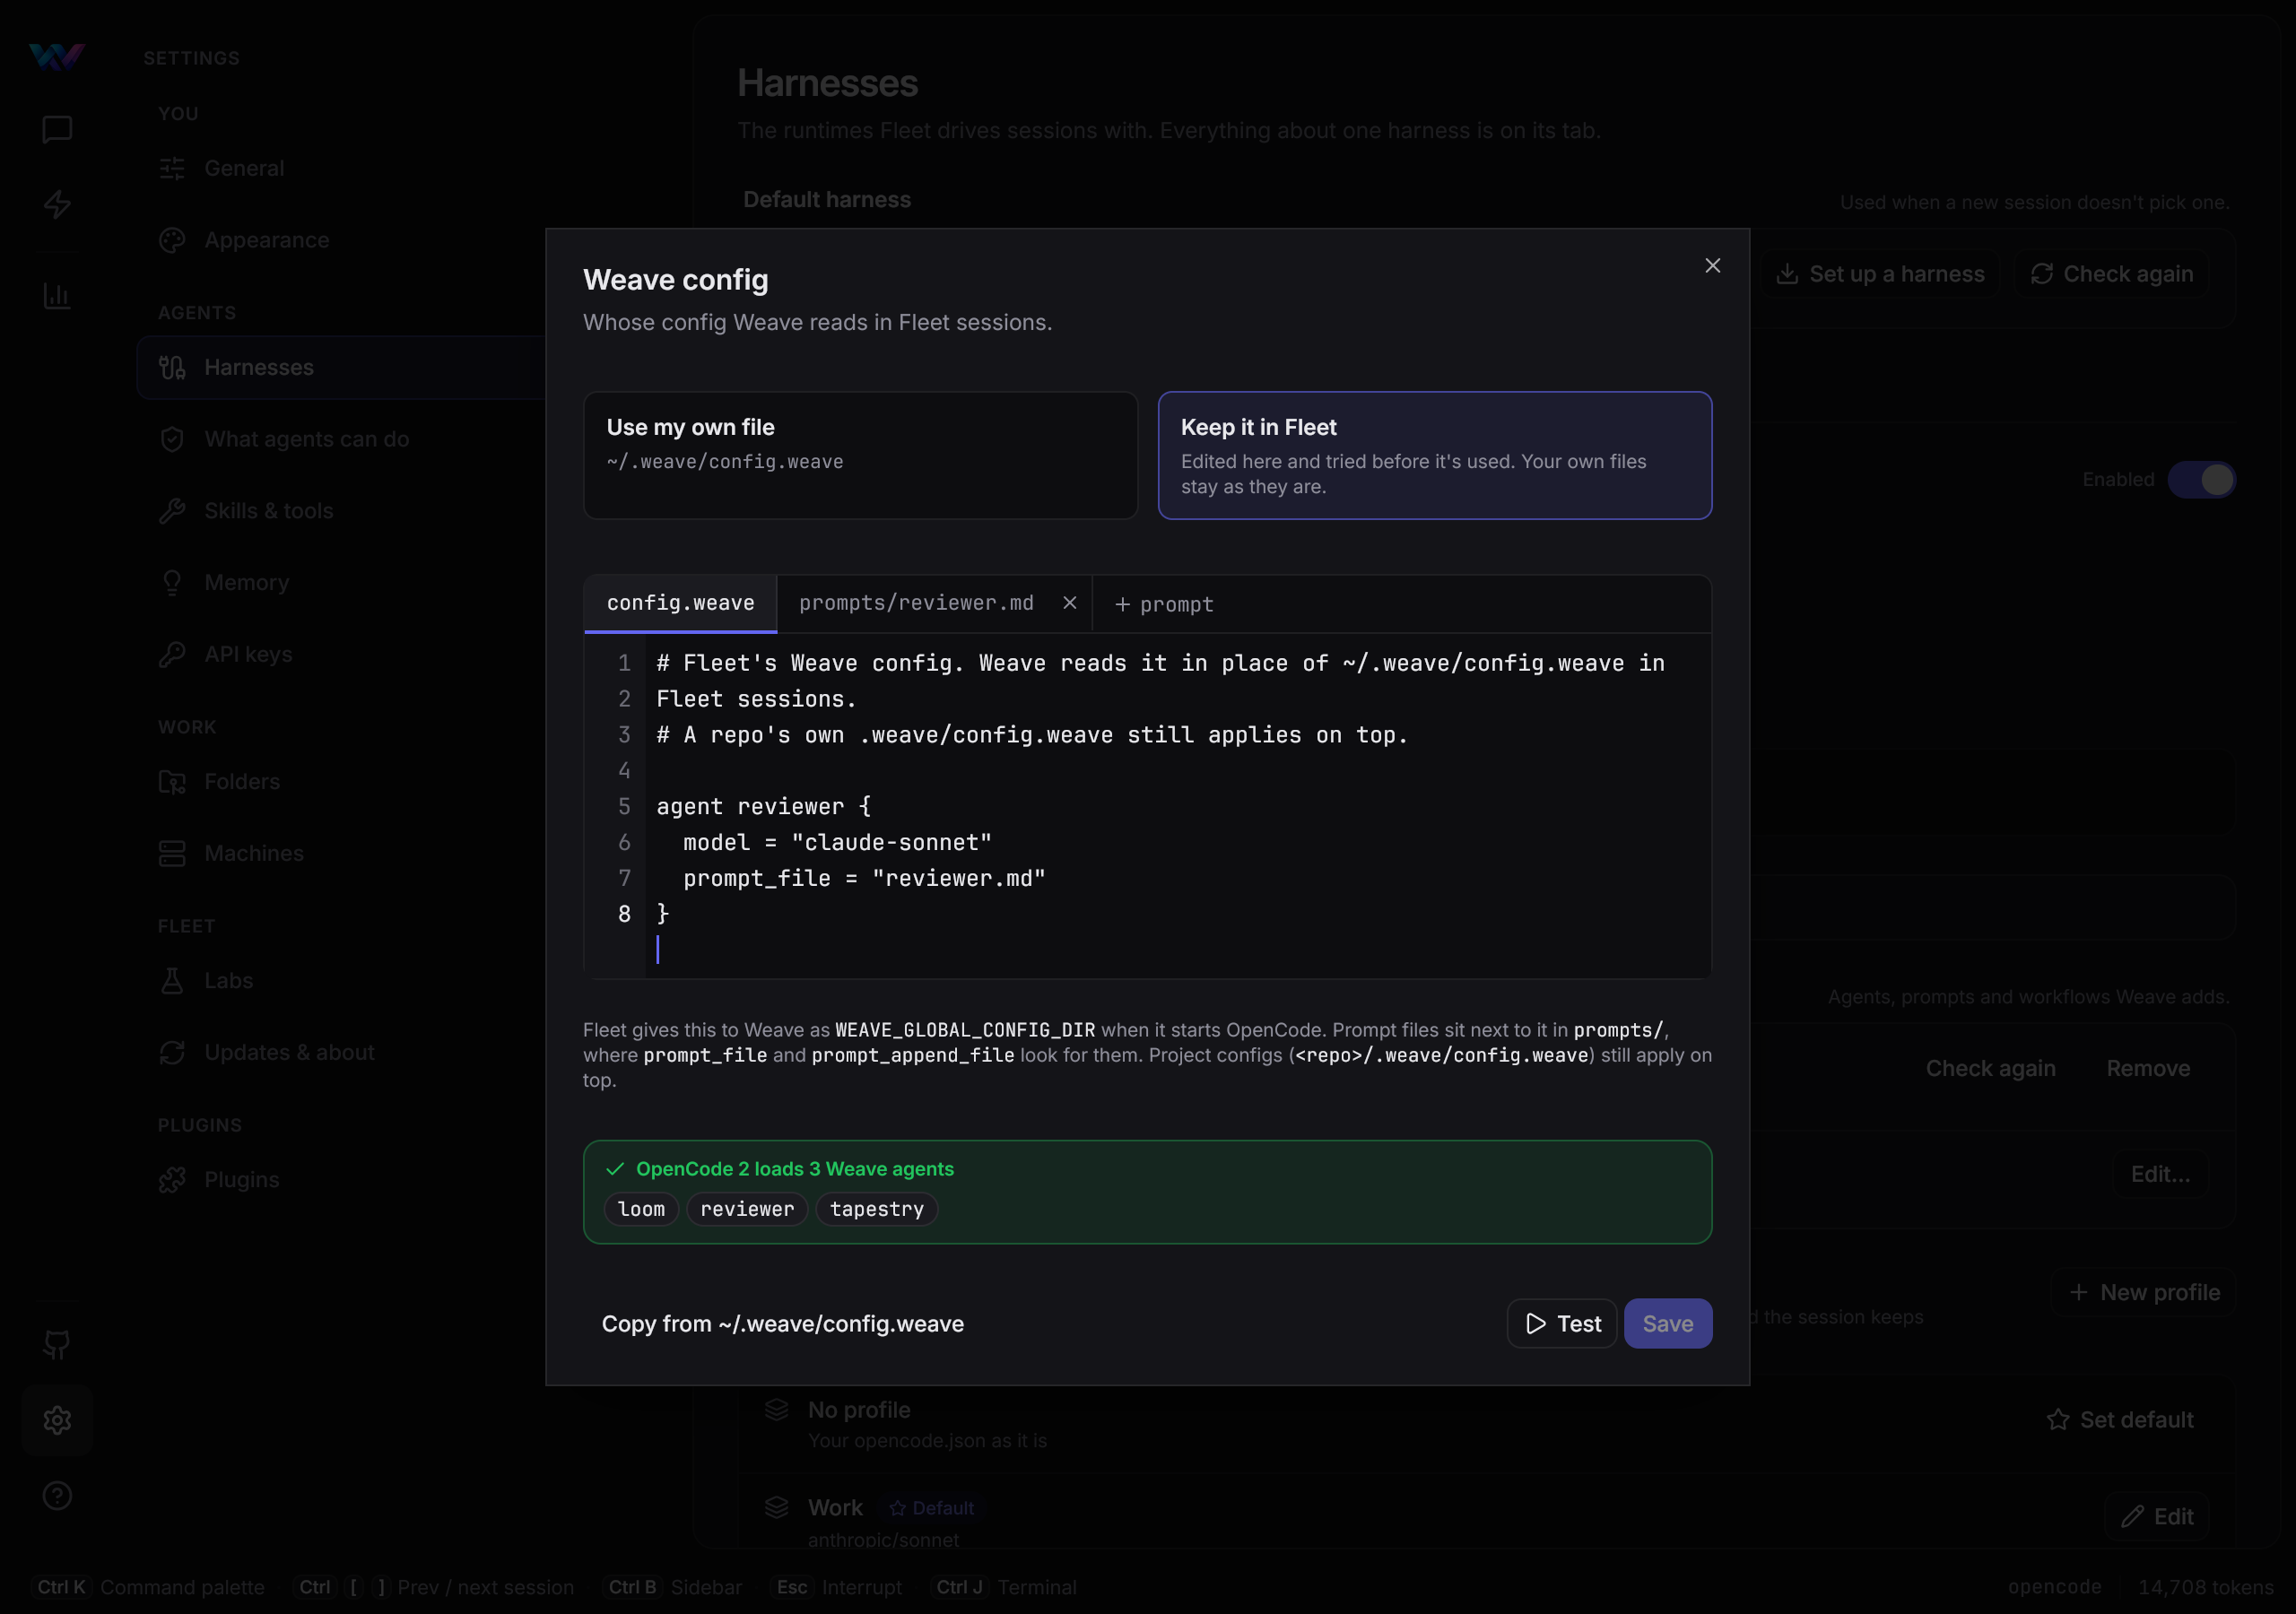 SETTINGS
YOU
General
Appearance
AGENTS
Harnesses
What agents can do
Skills & tools
Memory
API keys
WORK
Folders
Machines
FLEET
Labs
Updates & about
PLUGINS
Plugins
Harnesses
The runtimes Fleet drives sessions with. Everything about one harness is on its tab.
Default harness
Used when a new session doesn't pick one.
Set up a harness
Check again
Enabled
Agents, prompts and workflows Weave adds.
Check again
Remove
Edit...
New profile
d the session keeps
No profile
Your opencode.json as it is
Set default
Work
Default
anthropic/sonnet
Edit
Weave config
Whose config Weave reads in Fleet sessions.
Use my own file
~/.weave/config.weave
Keep it in Fleet
Edited here and tried before it's used. Your own files
stay as they are.
config.weave
prompts/reviewer.md
+ prompt
1 # Fleet's Weave config. Weave reads it in place of ~/.weave/config.weave in
2 Fleet sessions.
3 # A repo's own .weave/config.weave still applies on top.
4
5 agent reviewer {
6 model = "claude-sonnet"
7 prompt_file = "reviewer.md"
8 }
Fleet gives this to Weave as WEAVE_GLOBAL_CONFIG_DIR when it starts OpenCode. Prompt files sit next to it in prompts/,
where prompt_file and prompt_append_file look for them. Project configs (<repo>/.weave/config.weave) still apply on
top.
OpenCode 2 loads 3 Weave agents
loom
reviewer
tapestry
Copy from ~/.weave/config.weave
Test
Save
Ctrl K Command palette
Ctrl [ ] Prev / next session
Ctrl B Sidebar
Esc Interrupt
Ctrl J Terminal
opencode
14,708 tokens